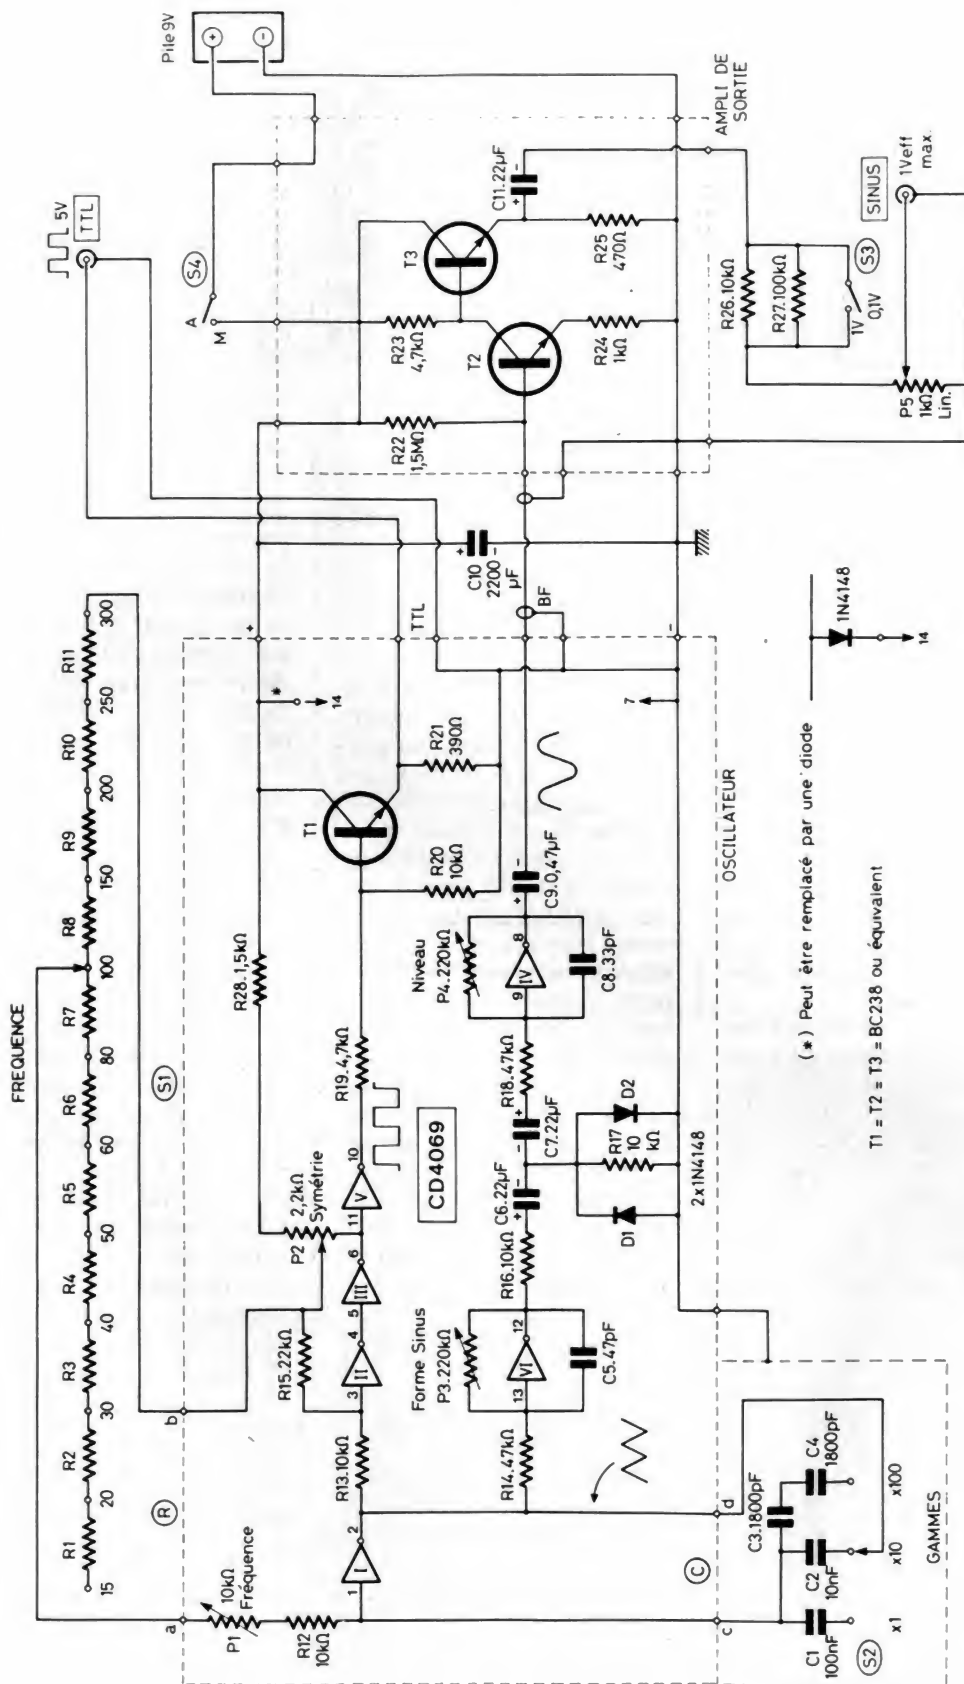 FREQUENCE
R1 R2 R3 R4 R5 R6 R7 R8 R9 R10 R11
15 20 30 40 50 60 80 100 150 200 250 300
S1
R
a
b
P1
10kΩ
Fréquence
R12
10kΩ
1 I 2
R13.10kΩ
R15.22kΩ
3 II 4
5 III 6
P2
2,2kΩ
Symétrie
R28.1,5kΩ
11 V 10
R19.4,7kΩ
CD4069
T1
R20
10kΩ
R21
390Ω
*
14
+
TTL
R14.47kΩ
Forme Sinus
P3.220kΩ
13 VI 12
C5.47pF
R16.10kΩ
C6.22µF
+ -
C7.22µF
- +
D1
R17
10
kΩ
D2
2x1N4148
R18.47kΩ
Niveau
P4.220kΩ
9 IV 8
C8.33pF
C9.0,47µF
+ -
BF
7
-
OSCILLATEUR
C
c
d
C1
100nF
C2
10nF
C3.1800pF
C4
1800pF
S2
x1
x10
x100
GAMMES
C10
2200
µF
+ -
5V
TTL
Pile 9V
+
-
S4
A
M
R22
1,5MΩ
R23
4,7kΩ
T2
T3
R24
1kΩ
R25
470Ω
C11.22µF
+ -
AMPLI DE
SORTIE
R26.10kΩ
R27.100kΩ
1V
0,1V
S3
P5
1kΩ
Lin.
SINUS
1Veff
max.
(*) Peut être remplacé par une diode
1N4148
14
T1 = T2 = T3 = BC238 ou équivalent